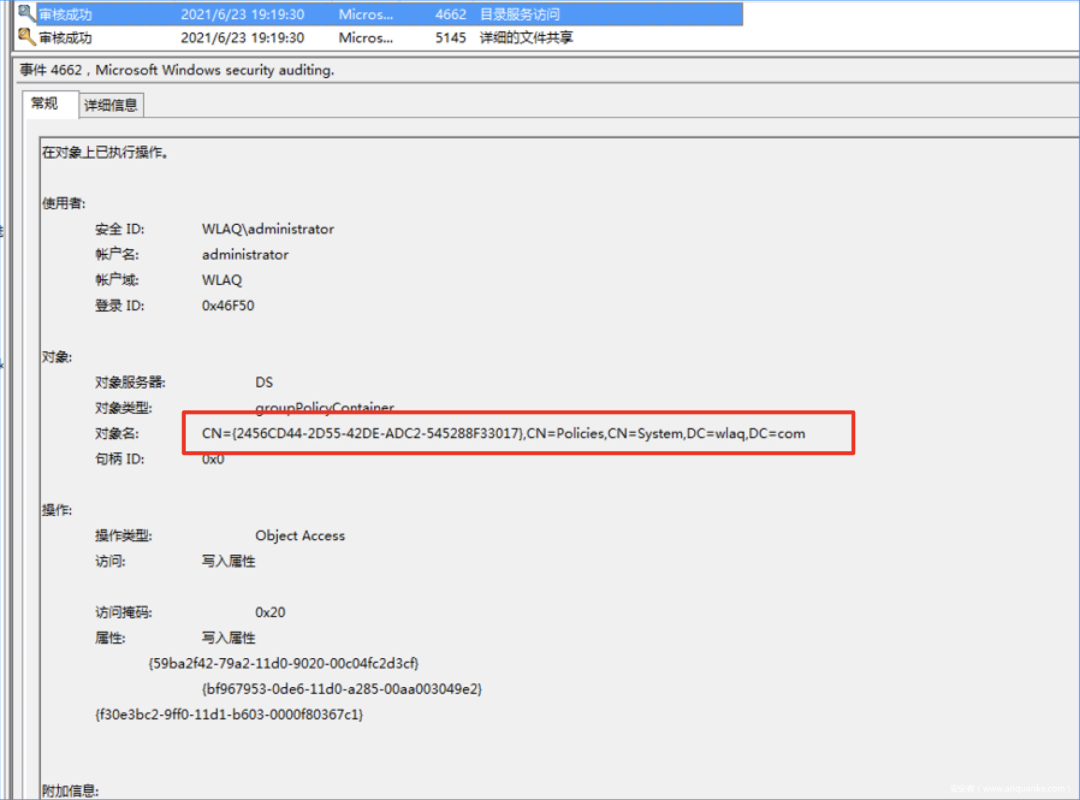 审核成功 2021/6/23 19:19:30 Micros... 4662 目录服务访问
审核成功 2021/6/23 19:19:30 Micros... 5145 详细的文件共享
事件 4662，Microsoft Windows security auditing.
常规 详细信息
在对象上已执行操作。
使用者:
安全 ID: WLAQ\administrator
帐户名: administrator
帐户域: WLAQ
登录 ID: 0x46F50
对象:
对象服务器: DS
对象类型: groupPolicyContainer
对象名: CN={2456CD44-2D55-42DE-ADC2-545288F33017},CN=Policies,CN=System,DC=wlaq,DC=com
句柄 ID: 0x0
操作:
操作类型: Object Access
访问: 写入属性
访问掩码: 0x20
属性: 写入属性
{59ba2f42-79a2-11d0-9020-00c04fc2d3cf}
{bf967953-0de6-11d0-a285-00aa003049e2}
{f30e3bc2-9ff0-11d1-b603-0000f80367c1}
附加信息: